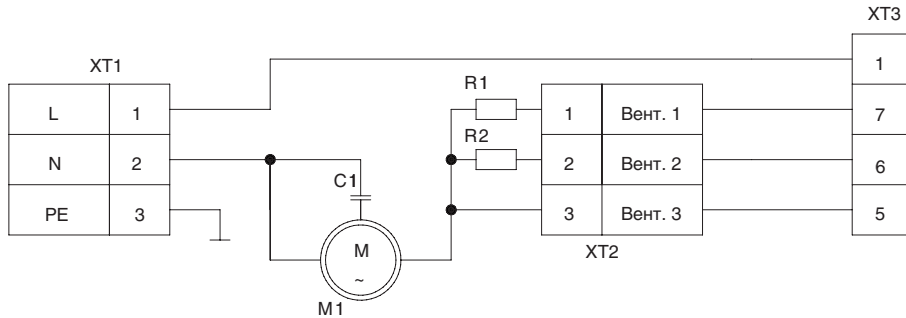 XT3
XT1
1
R1
L 1
1 Вент. 1
7
R2
N 2
2 Вент. 2
6
C1
PE 3
3 Вент. 3
5
M
~
XT2
M1